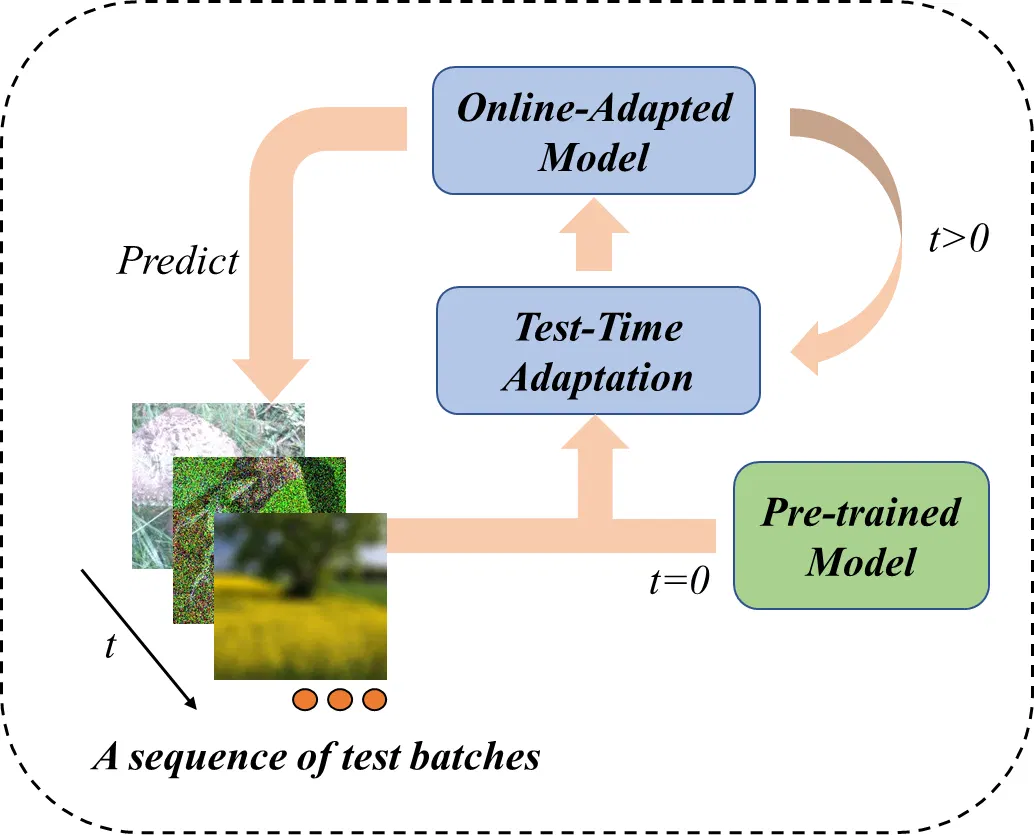 Online-Adapted
Model
t>0
Predict
Test-Time
Adaptation
Pre-trained
Model
t=0
t
A sequence of test batches